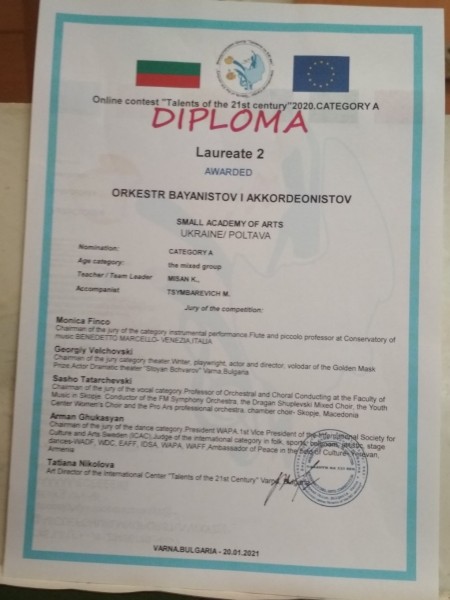 Online contest "Talents of the 21st century"2020.CATEGORY A
DIPLOMA
Laureate 2
AWARDED
ORKESTR BAYANISTOV I AKKORDEONISTOV
SMALL ACADEMY OF ARTS
UKRAINE/ POLTAVA
Nomination: CATEGORY A
Age category: the mixed group
Teacher / Team Leader MISAN K.,
Accompanist TSYMBAREVICH M.
Jury of the competition:
Monica Finco
Chairman of the jury of the category instrumental performance.Flute and piccolo professor at Conservatory of
music BENEDETTO MARCELLO- VENEZIA.ITALIA
Georgiy Velchovski
Chairman of the jury category theater.Writer, playwright, actor and director, volodar of the Golden Mask
Prize.Actor Dramatic theater "Stoyan Bchvarov" Varna.Bulgaria
Sasho Tatarchevski
Chairman of the jury of the vocal category Professor of Orchestral and Choral Conducting at the Faculty of
Music in Skopje. Conductor of the FM Symphony Orchestra, the Dragan Shuplevski Mixed Choir, the Youth
Center Women's Choir and the Pro Ars professional orchestra, chamber choir- Skopje, Macedonia
Arman Ghukasyan
Chairman of the jury of the dance category.President WAPA,1st Vice President of the International Society for
Culture and Arts Sweden (ICAC),Judge of the international category in folk, sports, artistic, stage
dances-WADF, WDC, EAFF, IDSA, WAPA, WAFF.Ambassador of Peace in the field of Culture- Yerevan,
Armenia
Tatiana Nikolova
Art Director of the International Center "Talents of the 21st Century"
VARNA.BULGARIA - 20.01.2021